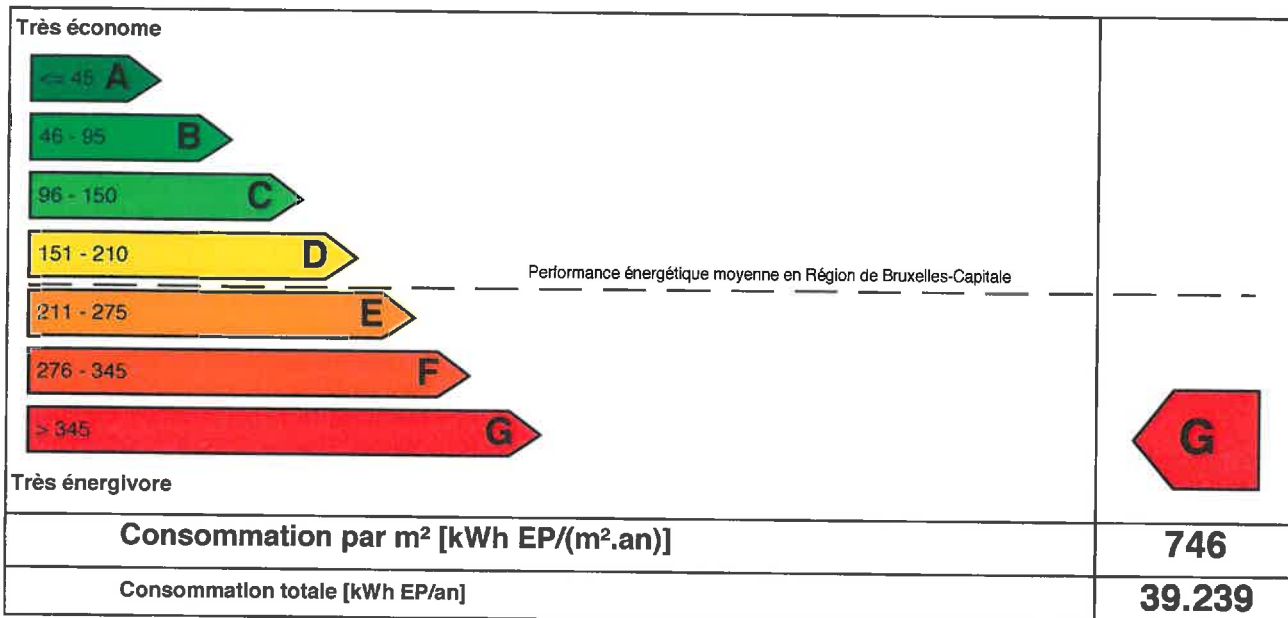 Très économe
<= 45 A
46 - 95 B
96 - 150 C
151 - 210 D
Performance énergétique moyenne en Région de Bruxelles-Capitale
211 - 275 E
276 - 345 F
> 345 G
G
Très énergivore
Consommation par m² [kWh EP/(m².an)] 746
Consommation totale [kWh EP/an] 39.239